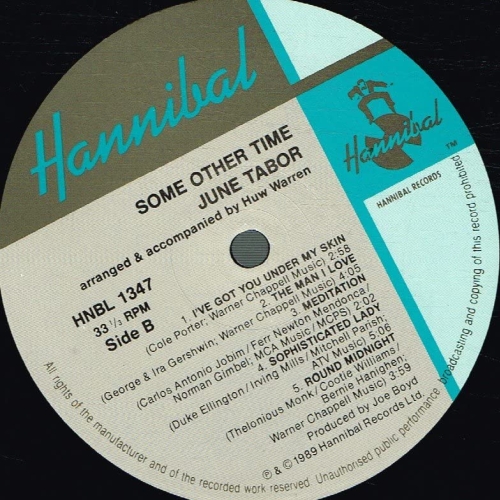 Hannibal
Hannibal ™
HANNIBAL RECORDS
SOME OTHER TIME
JUNE TABOR
arranged & accompanied by Huw Warren
HNBL 1347
33 1/3 RPM
Side B
1. I'VE GOT YOU UNDER MY SKIN
(Cole Porter; Warner Chappell Music) 2:58
2. THE MAN I LOVE
(George & Ira Gershwin; Warner Chappell Music) 4:05
3. MEDITATION
(Carlos Antonio Jobim / Ferr Newton Mendonca/
Norman Gimbel; MCA Music / MCPS) 2:02
4. SOPHISTICATED LADY
(Duke Ellington / Irving Mills / Mitchell Parish;
ATV Music) 5:06
5. ROUND MIDNIGHT
(Thelonious Monk / Cootie Williams /
Bernie Hanighen;
Warner Chappell Music) 3:59
Produced by Joe Boyd
℗ & © 1989 Hannibal Records Ltd.
All rights of the manufacturer and of the recorded work reserved. Unauthorised public performance broadcasting and copying of this record prohibited